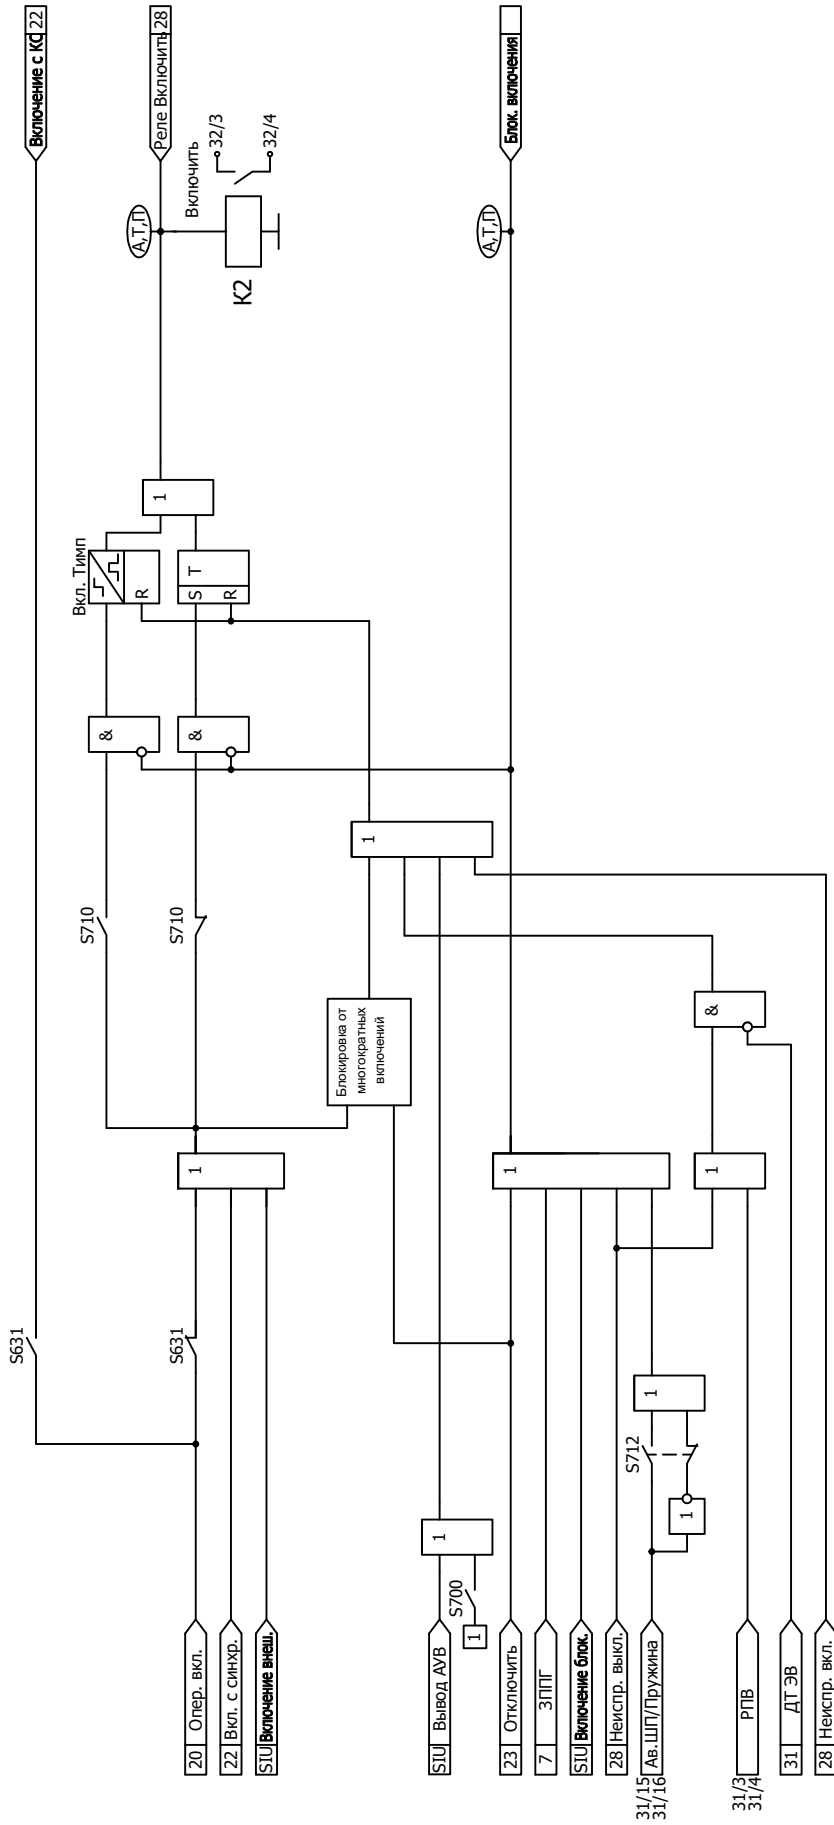 22 Включение с КС
28 Реле Включить
Блок. включения
А,Т,П
Включить
32/3
32/4
К2
А,Т,П
1
Вкл. Тимп
R
S T
R
&
&
1
S710
S710
Блокировка от
многократных
включений
&
1
1
1
S631
S631
1
S712
1
1
S700
1
20 Опер. вкл.
22 Вкл. с синхр.
SIU Включение внеш.
SIU Вывод АУВ
23 Отключить
7 ЗППГ
SIU Включение блок.
28 Неиспр. выкл.
31/15
31/16
Ав.ШП/Пружина
31/3
31/4
РПВ
31 ДТ ЭВ
28 Неиспр. вкл.